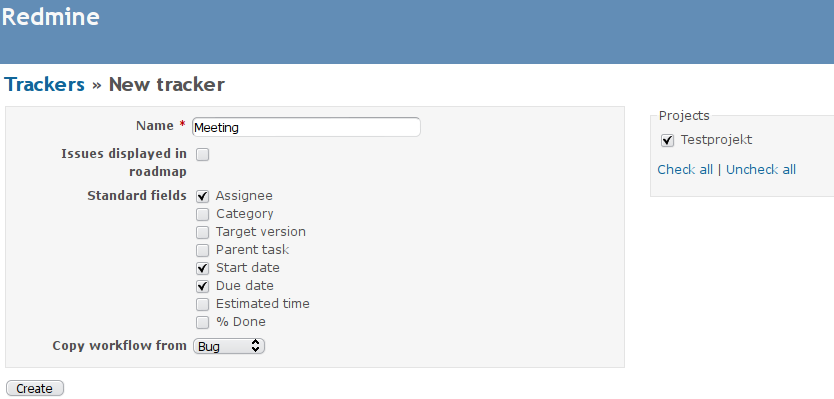 Redmine
Trackers » New tracker
Name * Meeting
Issues displayed in
roadmap
Standard fields Assignee
Category
Target version
Parent task
Start date
Due date
Estimated time
% Done
Copy workflow from Bug
Create
Projects
Testprojekt
Check all | Uncheck all